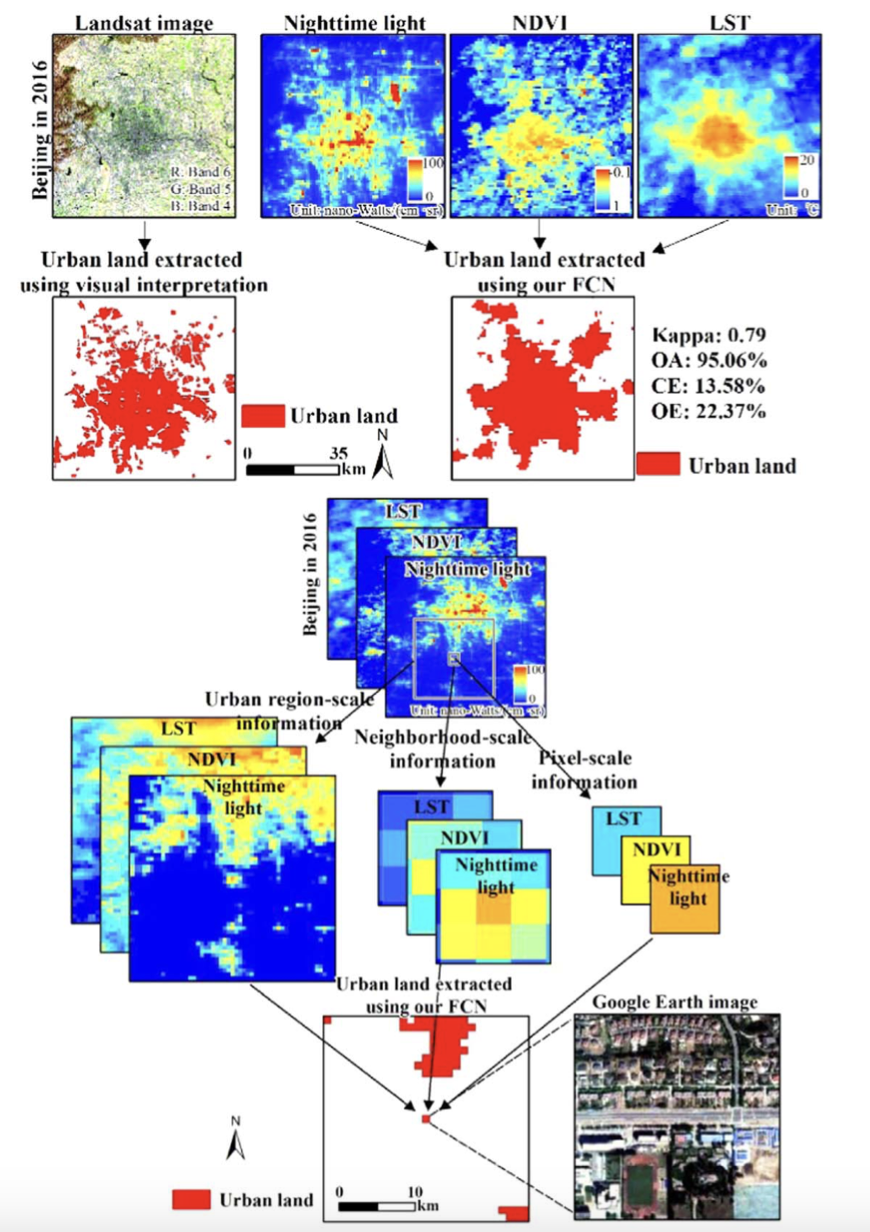 Landsat image
Nighttime light
NDVI
LST
Beijing in 2016
R: Band 6
G: Band 5
B: Band 4
100
0
Unit: nano-Watts/(cm sr)
-0.1
1
20
0
Unit: °C
Urban land extracted
using visual interpretation
Urban land extracted
using our FCN
Kappa: 0.79
OA: 95.06%
CE: 13.58%
OE: 22.37%
Urban land
N
0 35
km
Urban land
Beijing in 2016
LST
NDVI
Nighttime light
100
0
Unit: nano-Watts/(cm sr)
Urban region-scale
information
Neighborhood-scale
information
Pixel-scale
information
LST
NDVI
Nighttime
light
LST
NDVI
Nighttime
light
LST
NDVI
Nighttime
light
Urban land extracted
using our FCN
Google Earth image
N
Urban land
0 10
km